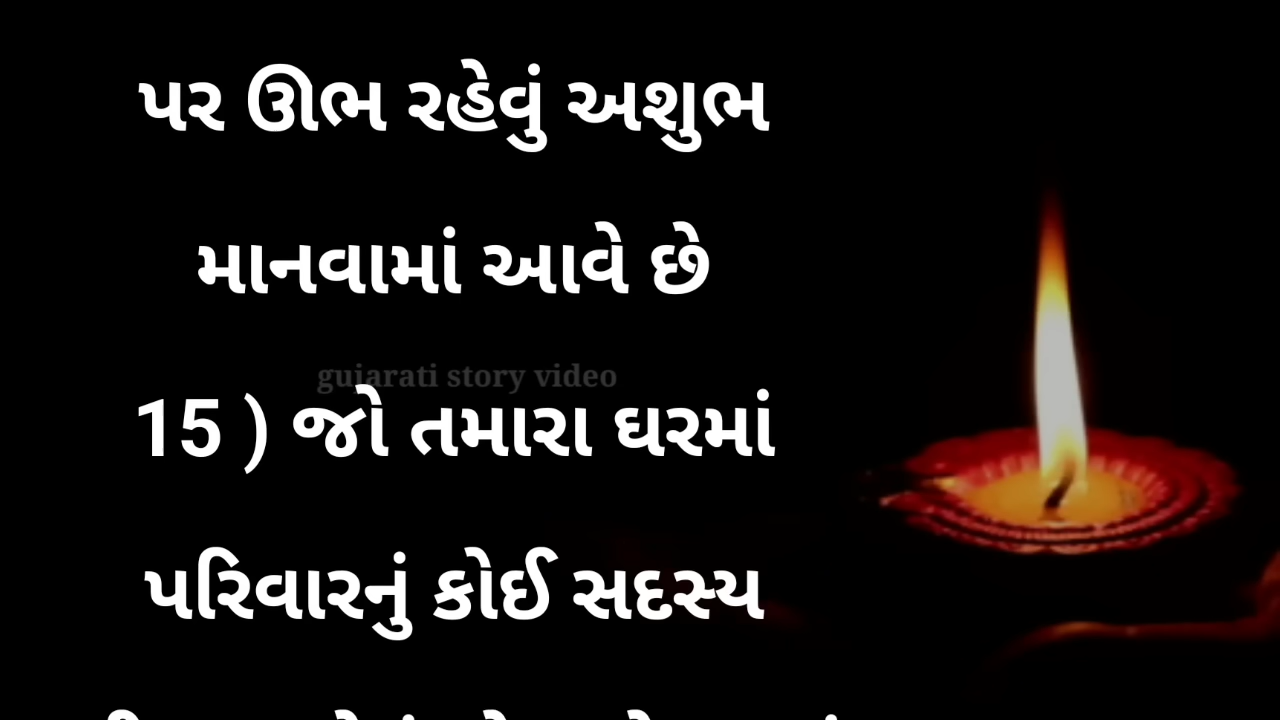 પર ઊભ રહેવું અશુભ
માનવામાં આવે છે
gujarati story video
15 ) જો તમારા ઘરમાં
પરિવારનું કોઈ સદસ્ય